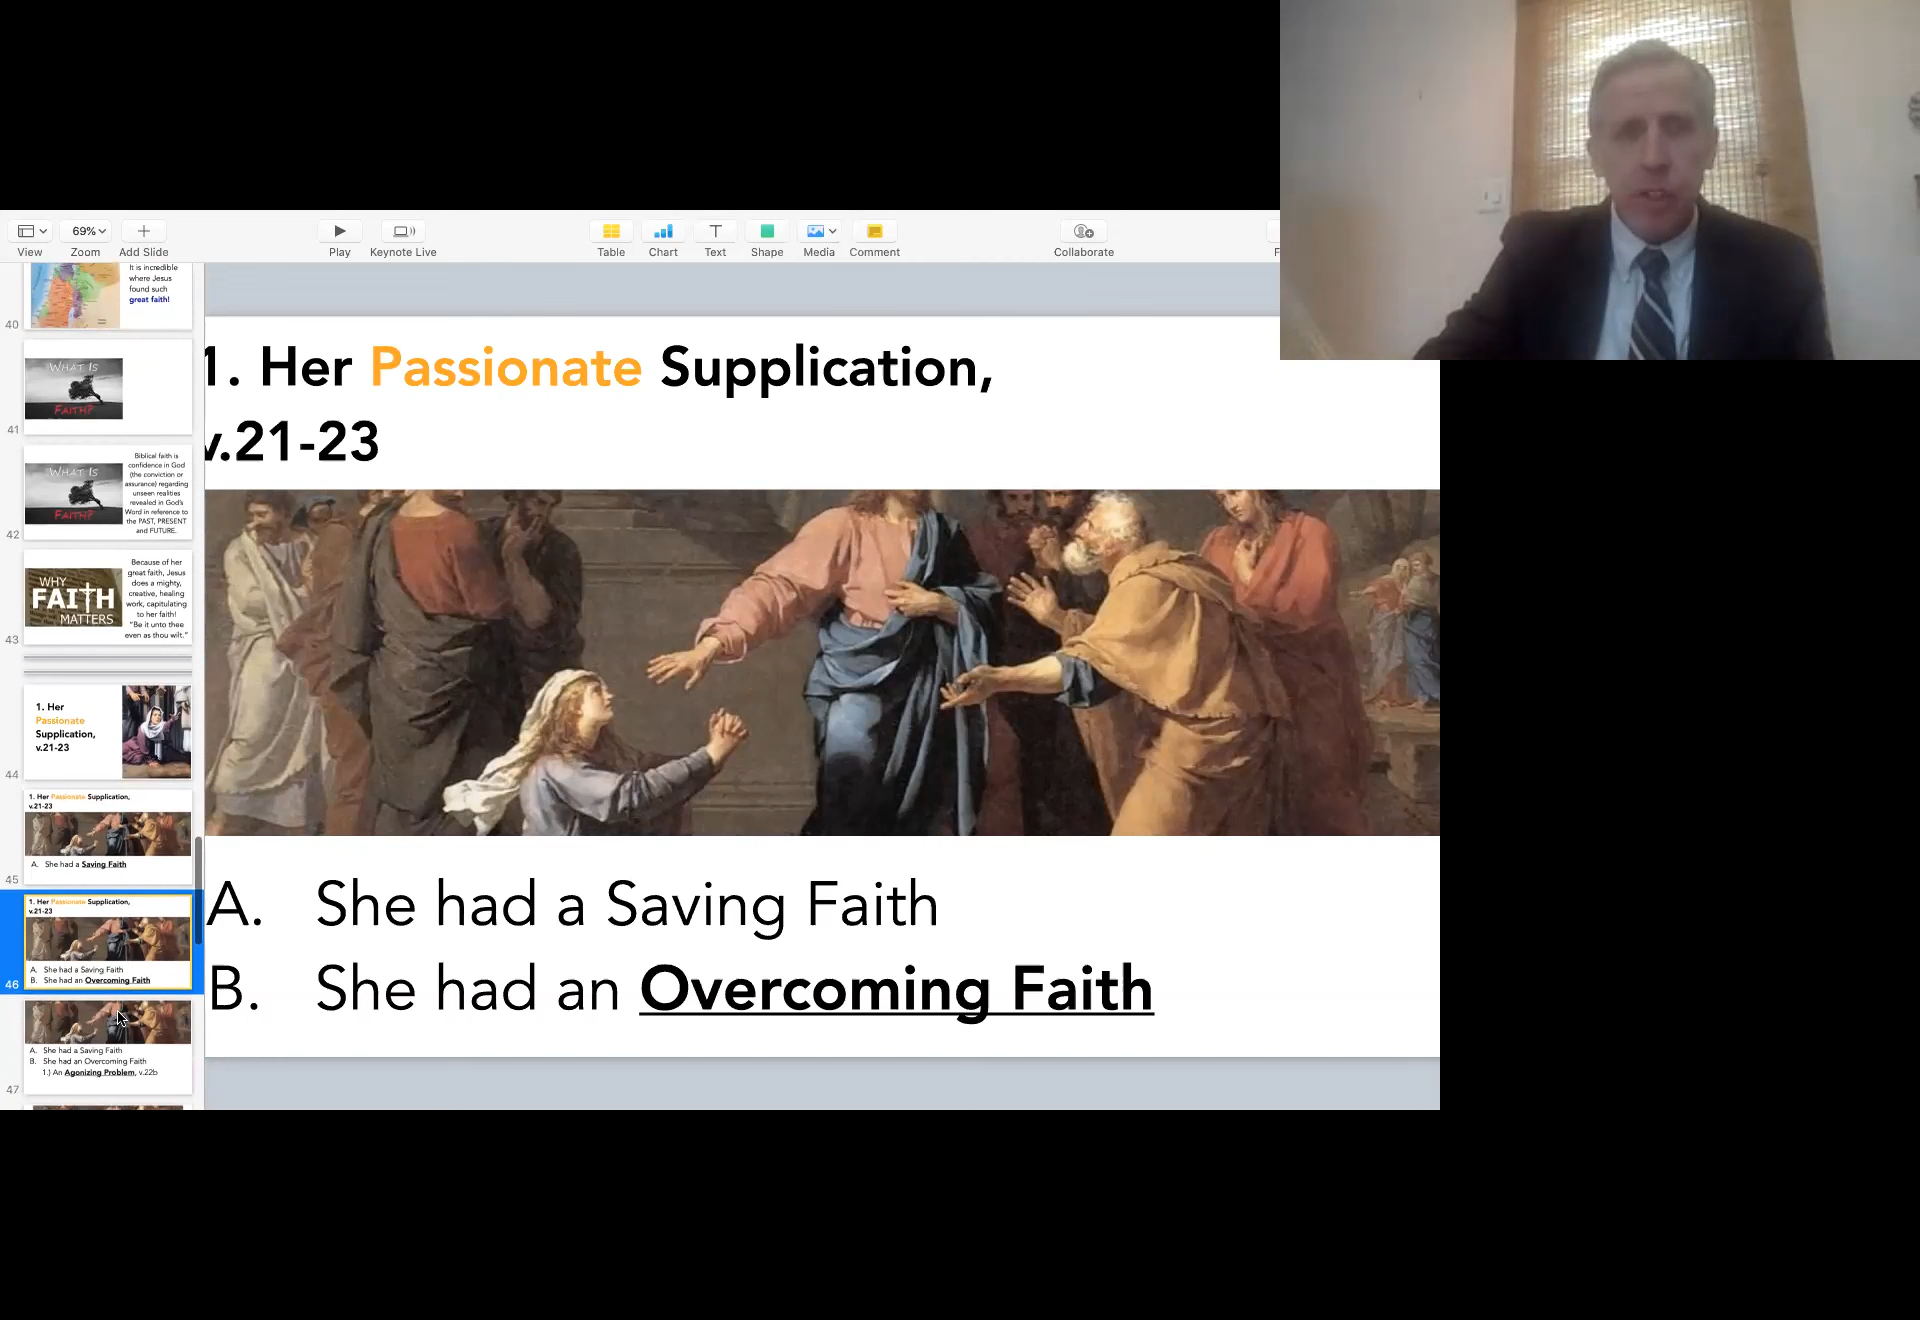 69%
View
Zoom
Add Slide
Play
Keynote Live
Table
Chart
Text
Shape
Media
Comment
Collaborate
F
It is incredible
where Jesus
found such
great faith!
40
WHAT IS
FAITH?
41
WHAT IS
FAITH?
Biblical faith is
confidence in God
(the conviction or
assurance) regarding
unseen realities
revealed in God's
Word in reference to
the PAST, PRESENT
and FUTURE.
42
WHY
FAITH
MATTERS
Because of her
great faith, Jesus
does a mighty,
creative, healing
work, capitulating
to her faith!
"Be it unto thee
even as thou wilt."
43
1. Her
Passionate
Supplication,
v.21-23
44
1. Her Passionate Supplication,
v.21-23
A. She had a Saving Faith
45
1. Her Passionate Supplication,
v.21-23
A. She had a Saving Faith
B. She had an Overcoming Faith
46
A. She had a Saving Faith
B. She had an Overcoming Faith
1.) An Agonizing Problem, v.22b
47
1. Her Passionate Supplication,
v.21-23
A. She had a Saving Faith
B. She had an Overcoming Faith